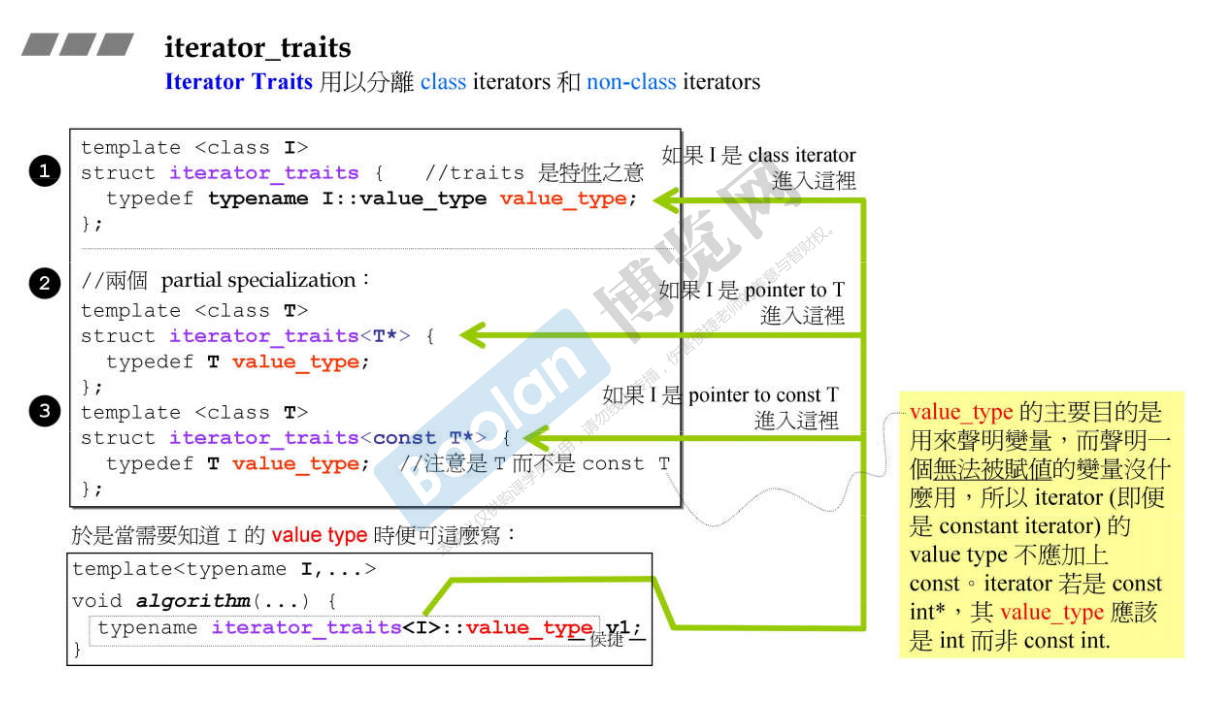 iterator_traits
Iterator Traits 用以分離 class iterators 和 non-class iterators
1
template <class I>
struct iterator_traits { //traits 是特性之意
typedef typename I::value_type value_type;
};
如果 I 是 class iterator
進入這裡
2
//兩個 partial specialization：
template <class T>
struct iterator_traits<T*> {
typedef T value_type;
};
如果 I 是 pointer to T
進入這裡
3
template <class T>
struct iterator_traits<const T*> {
typedef T value_type; //注意是 T 而不是 const T
};
如果 I 是 pointer to const T
進入這裡
value_type 的主要目的是
用來聲明變量，而聲明一
個無法被賦值的變量沒什
麼用，所以 iterator (即便
是 constant iterator) 的
value type 不應加上
const。iterator 若是 const
int*，其 value_type 應該
是 int 而非 const int.
於是當需要知道 I 的 value type 時便可這麼寫：
template<typename I,...>
void algorithm(...) {
typename iterator_traits<I>::value_type v1;
}
— 侯捷 —
Boolan
博览网